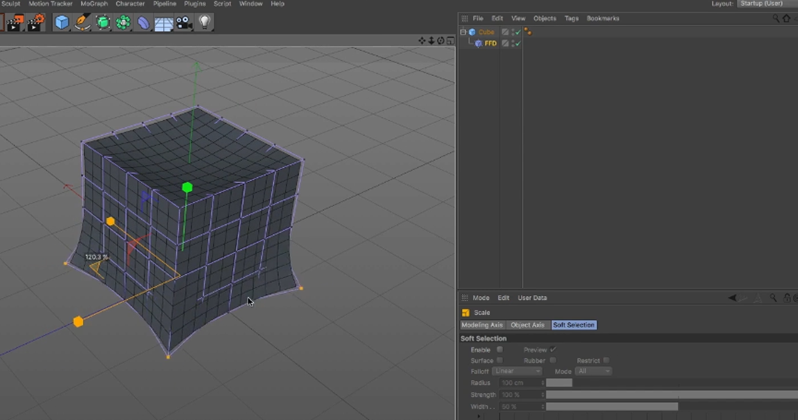 Sculpt Motion Tracker MoGraph Character Pipeline Plugins Script Window Help Layout: Startup (User)
File Edit View Objects Tags Bookmarks
Cube
FFD
120.3 %
Mode Edit User Data
Scale
Modeling Axis Object Axis Soft Selection
Soft Selection
Enable Preview
Surface Rubber Restrict
Falloff Linear Mode All
Radius 100 cm
Strength 100 %
Width 50 %